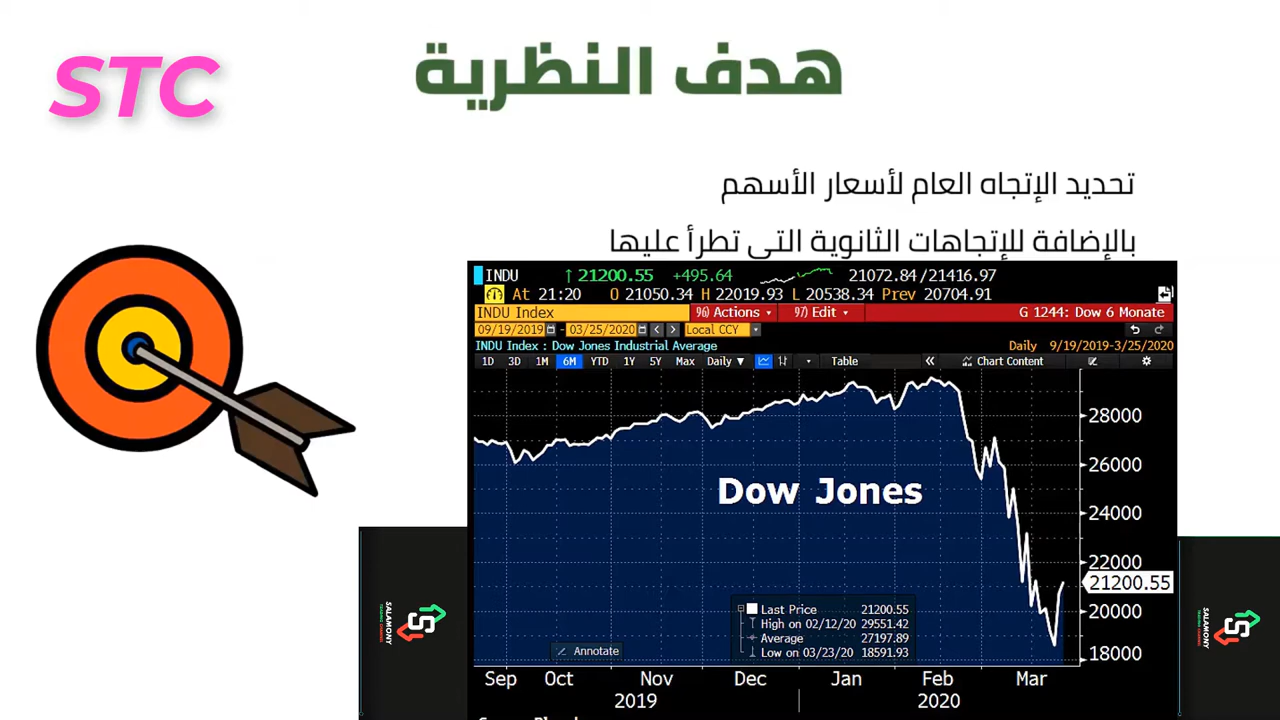 STC
هدف النظرية
تحديد الإتجاه العام لأسعار الأسهم
بالإضافة للإتجاهات الثانوية التي تطرأ عليها
INDU ↑ 21200.55 +495.64 21072.84/21416.97
At 21:20 O 21050.34 H 22019.93 L 20538.34 Prev 20704.91
INDU Index 96) Actions 97) Edit G 1244: Dow 6 Monate
09/19/2019 - 03/25/2020 Local CCY
INDU Index : Dow Jones Industrial Average Daily 9/19/2019-3/25/2020
1D 3D 1M 6M YTD 1Y 5Y Max Daily ▼ Table « Chart Content
28000
26000
Dow Jones
24000
22000
21200.55
20000
18000
Last Price 21200.55
High on 02/12/20 29551.42
Average 27197.89
Low on 03/23/20 18591.93
Annotate
Sep Oct Nov Dec Jan Feb Mar
2019 2020
SALAMONY
SALAMONY